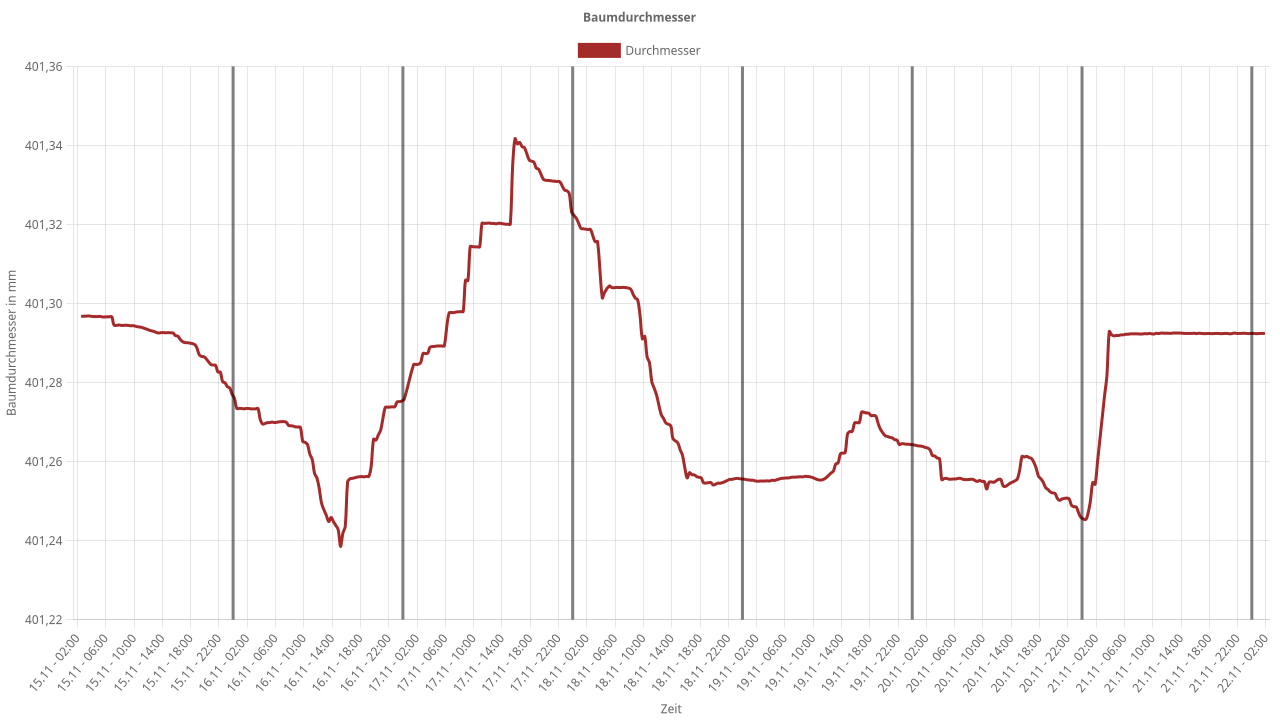 Baumdurchmesser
Durchmesser
Baumdurchmesser in mm
401,36
401,34
401,32
401,30
401,28
401,26
401,24
401,22
15.11 - 02:00
15.11 - 06:00
15.11 - 10:00
15.11 - 14:00
15.11 - 18:00
15.11 - 22:00
16.11 - 02:00
16.11 - 06:00
16.11 - 10:00
16.11 - 14:00
16.11 - 18:00
16.11 - 22:00
17.11 - 02:00
17.11 - 06:00
17.11 - 10:00
17.11 - 14:00
17.11 - 18:00
17.11 - 22:00
18.11 - 02:00
18.11 - 06:00
18.11 - 10:00
18.11 - 14:00
18.11 - 18:00
18.11 - 22:00
19.11 - 02:00
19.11 - 06:00
19.11 - 10:00
19.11 - 14:00
19.11 - 18:00
19.11 - 22:00
20.11 - 02:00
20.11 - 06:00
20.11 - 10:00
20.11 - 14:00
20.11 - 18:00
20.11 - 22:00
21.11 - 02:00
21.11 - 06:00
21.11 - 10:00
21.11 - 14:00
21.11 - 18:00
21.11 - 22:00
22.11 - 02:00
Zeit